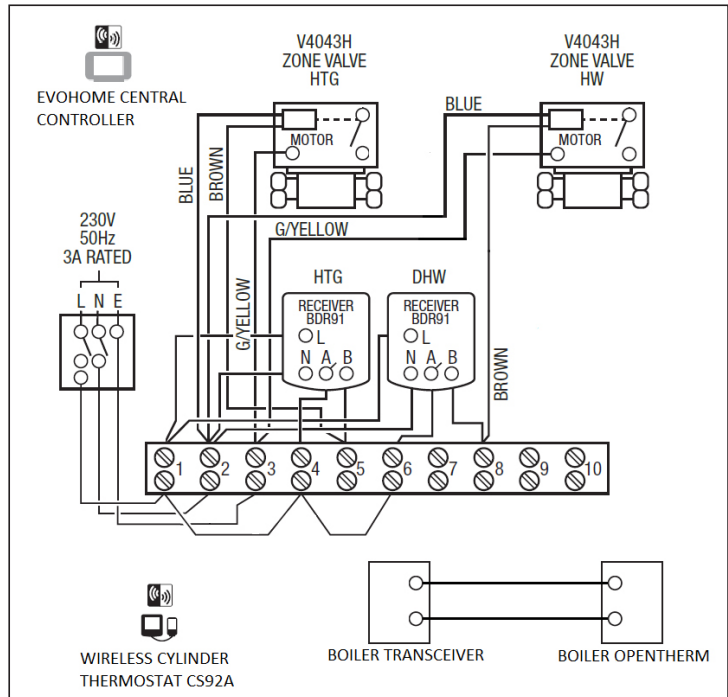 EVOHOME CENTRAL
CONTROLLER
V4043H
ZONE VALVE
HTG
V4043H
ZONE VALVE
HW
MOTOR
MOTOR
BLUE
BLUE
BROWN
G/YELLOW
G/YELLOW
230V
50Hz
3A RATED
L N E
HTG
DHW
RECEIVER
BDR91
L
N A B
RECEIVER
BDR91
L
N A B
BROWN
1 2 3 4 5 6 7 8 9 10
WIRELESS CYLINDER
THERMOSTAT CS92A
BOILER TRANSCEIVER
BOILER OPENTHERM